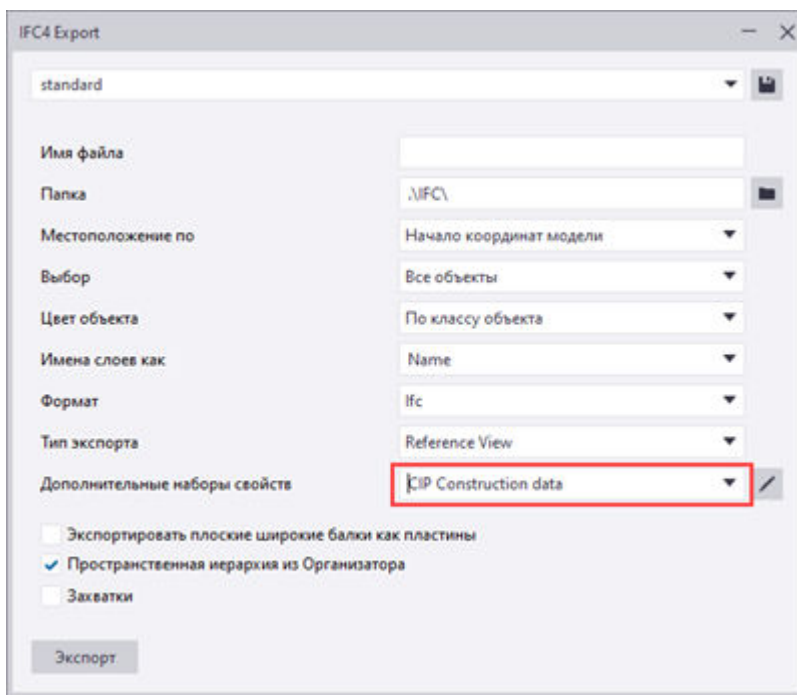 IFC4 Export
standard
Имя файла
Папка .\IFC\
Местоположение по Начало координат модели
Выбор Все объекты
Цвет объекта По классу объекта
Имена слоев как Name
Формат Ifc
Тип экспорта Reference View
Дополнительные наборы свойств CIP Construction data
Экспортировать плоские широкие балки как пластины
Пространственная иерархия из Организатора
Захватки
Экспорт